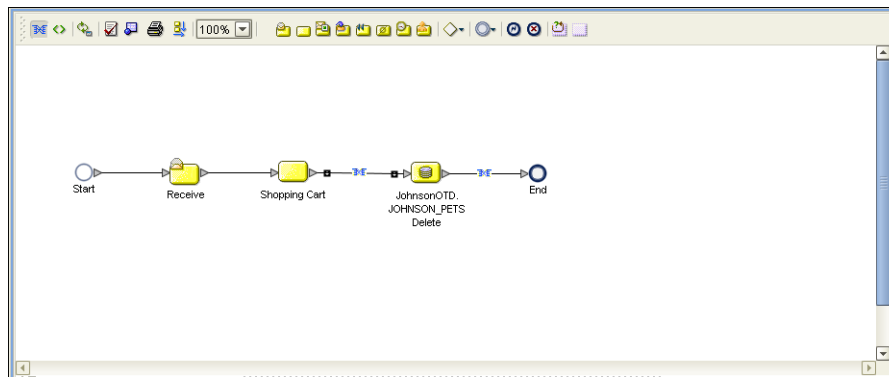 100%
Start
Receive
Shopping Cart
JohnsonOTD.
JOHNSON_PETS
Delete
End